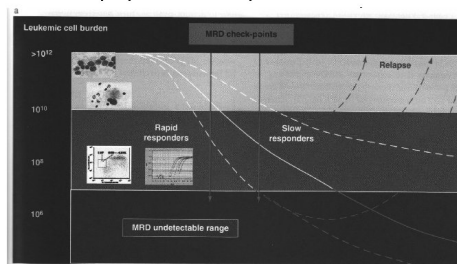 a
Leukemic cell burden
MRD check-points
>10¹²
Relapse
10¹⁰
Rapid
responders
Slow
responders
10⁸
10⁶
MRD undetectable range